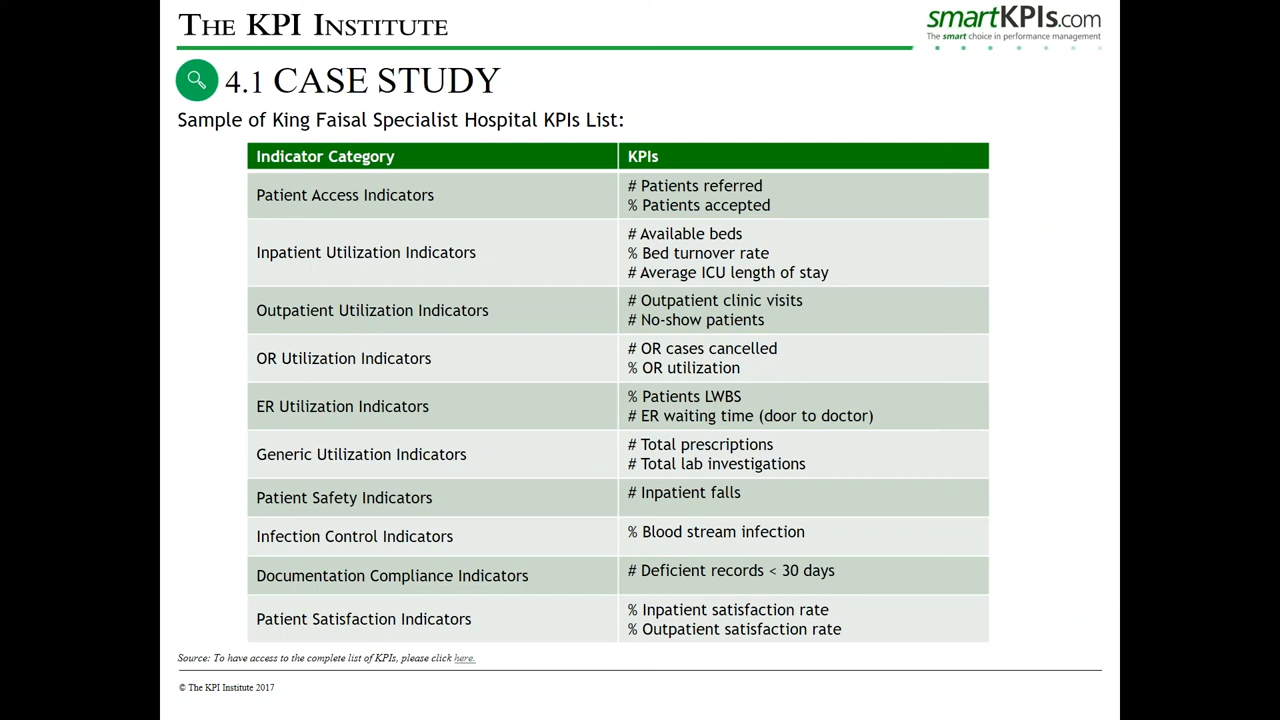 THE KPI INSTITUTE
smartKPIs.com
The smart choice in performance management
4.1 CASE STUDY
Sample of King Faisal Specialist Hospital KPIs List:
Indicator Category
KPIs
Patient Access Indicators
# Patients referred
% Patients accepted
Inpatient Utilization Indicators
# Available beds
% Bed turnover rate
# Average ICU length of stay
Outpatient Utilization Indicators
# Outpatient clinic visits
# No-show patients
OR Utilization Indicators
# OR cases cancelled
% OR utilization
ER Utilization Indicators
% Patients LWBS
# ER waiting time (door to doctor)
Generic Utilization Indicators
# Total prescriptions
# Total lab investigations
Patient Safety Indicators
# Inpatient falls
Infection Control Indicators
% Blood stream infection
Documentation Compliance Indicators
# Deficient records < 30 days
Patient Satisfaction Indicators
% Inpatient satisfaction rate
% Outpatient satisfaction rate
Source: To have access to the complete list of KPIs, please click here.
© The KPI Institute 2017